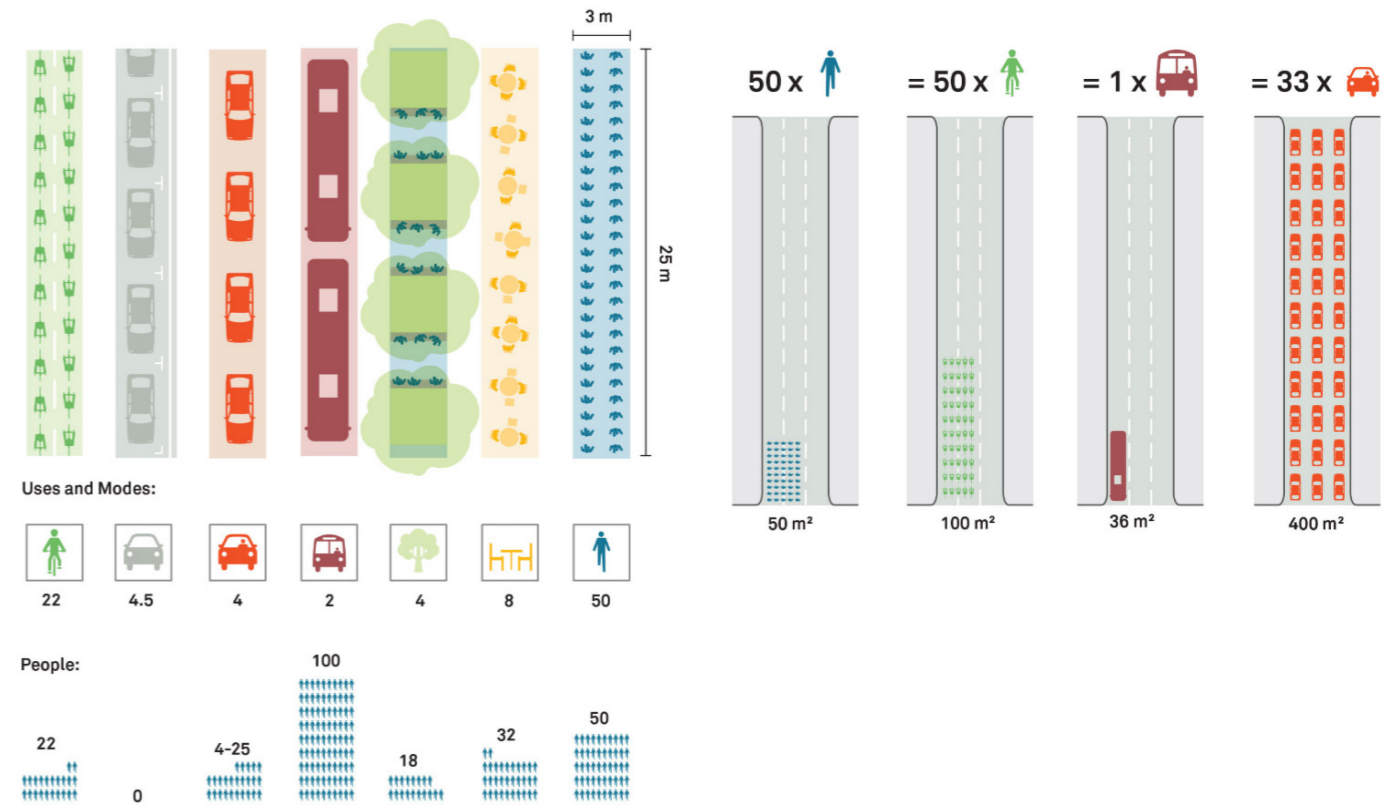 3 m
25 m
Uses and Modes:
22
4.5
4
2
4
8
50
People:
22
0
4-25
100
18
32
50
50 x
= 50 x
= 1 x
= 33 x
50 m²
100 m²
36 m²
400 m²